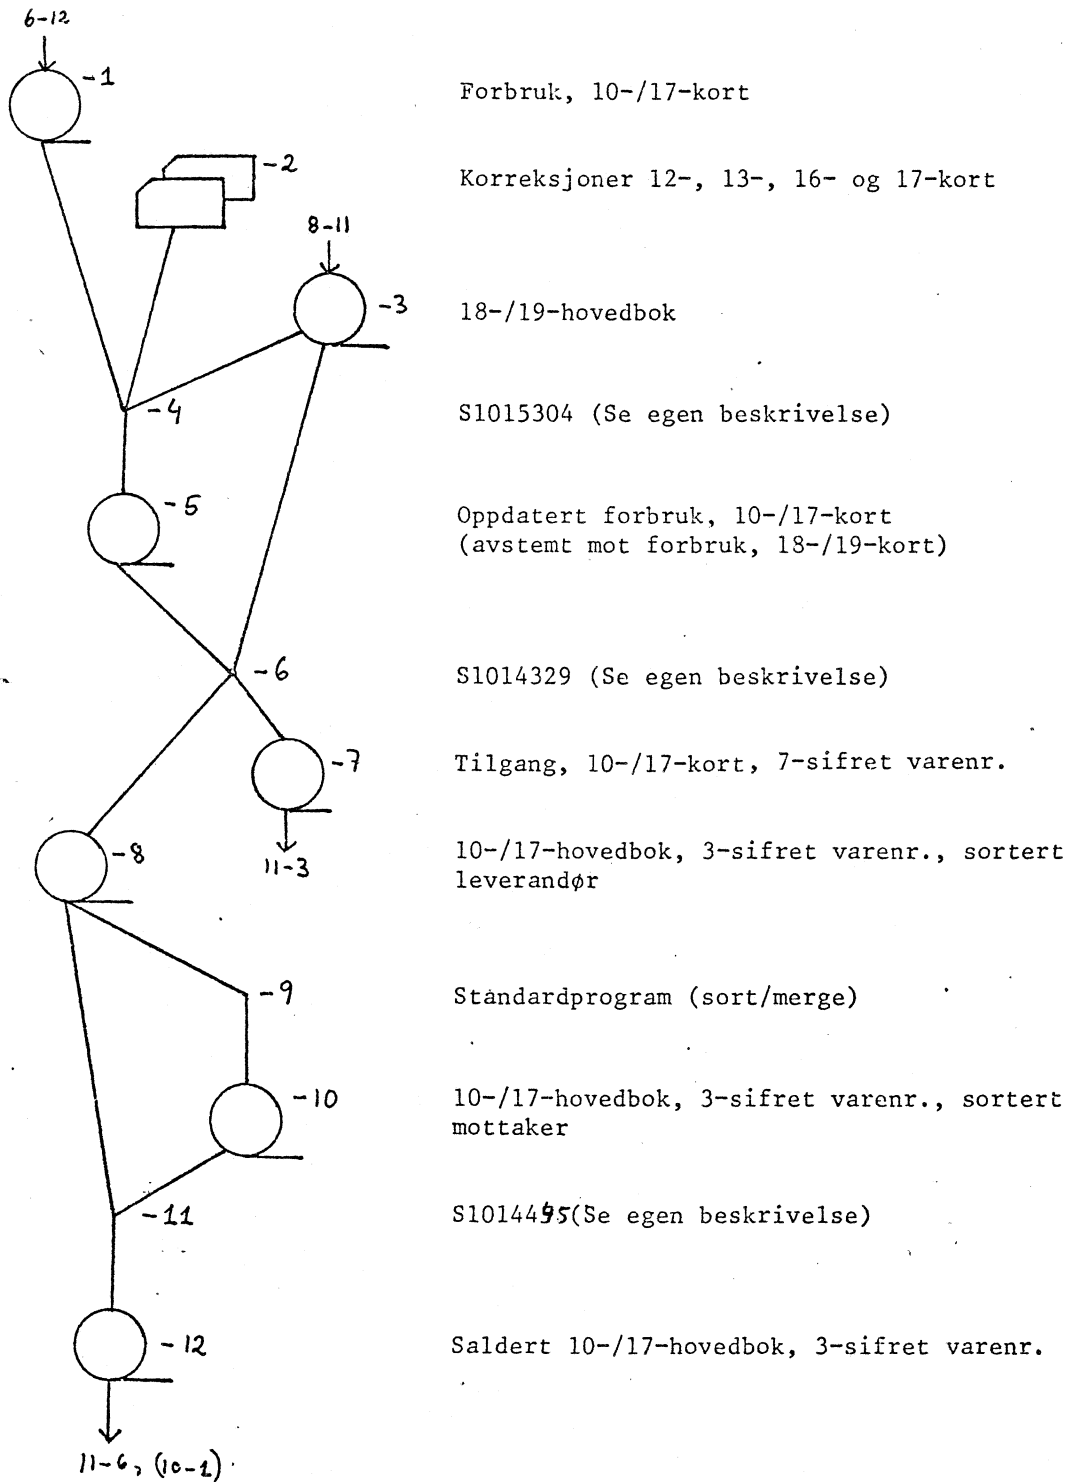 6-12
-1
Forbruk, 10-/17-kort
-2
Korreksjoner 12-, 13-, 16- og 17-kort
8-11
-3
18-/19-hovedbok
-4
S1015304 (Se egen beskrivelse)
-5
Oppdatert forbruk, 10-/17-kort
(avstemt mot forbruk, 18-/19-kort)
-6
S1014329 (Se egen beskrivelse)
-7
Tilgang, 10-/17-kort, 7-sifret varenr.
11-3
-8
10-/17-hovedbok, 3-sifret varenr., sortert
leverandør
-9
Standardprogram (sort/merge)
-10
10-/17-hovedbok, 3-sifret varenr., sortert
mottaker
-11
(Se egen beskrivelse)
-12
Saldert 10-/17-hovedbok, 3-sifret varenr.
11-6, (10-1)